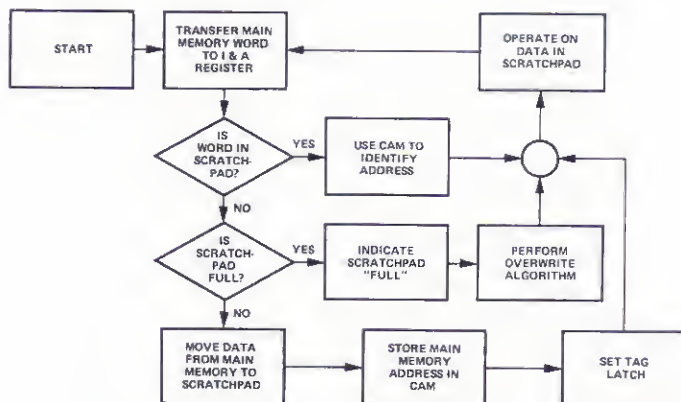 START
TRANSFER MAIN
MEMORY WORD
TO I & A
REGISTER
OPERATE ON
DATA IN
SCRATCHPAD
IS
WORD IN
SCRATCH-
PAD?
YES
USE CAM TO
IDENTIFY
ADDRESS
NO
IS
SCRATCH-
PAD
FULL?
YES
INDICATE
SCRATCHPAD
"FULL"
PERFORM
OVERWRITE
ALGORITHM
NO
MOVE DATA
FROM MAIN
MEMORY TO
SCRATCHPAD
STORE MAIN
MEMORY
ADDRESS IN
CAM
SET TAG
LATCH